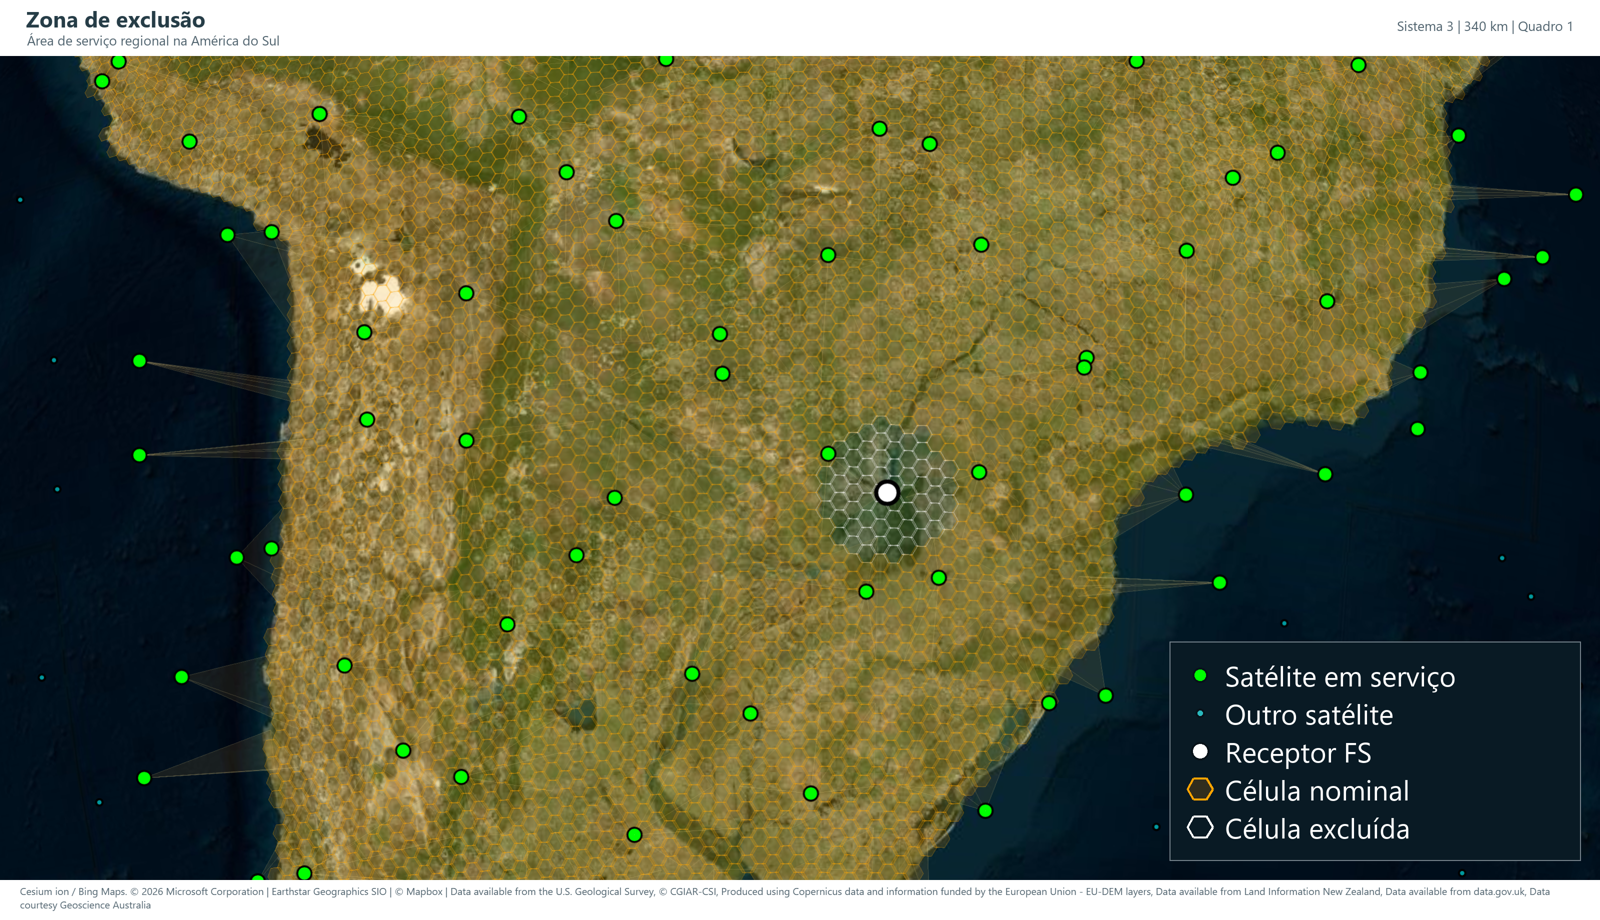 Zona de exclusão
Área de serviço regional na América do Sul
Sistema 3 | 340 km | Quadro 1
Satélite em serviço
Outro satélite
Receptor FS
Célula nominal
Célula excluída
Cesium ion / Bing Maps. © 2026 Microsoft Corporation | Earthstar Geographics SIO | © Mapbox | Data available from the U.S. Geological Survey, © CGIAR-CSI, Produced using Copernicus data and information funded by the European Union - EU-DEM layers, Data available from Land Information New Zealand, Data available from data.gov.uk, Data
courtesy Geoscience Australia